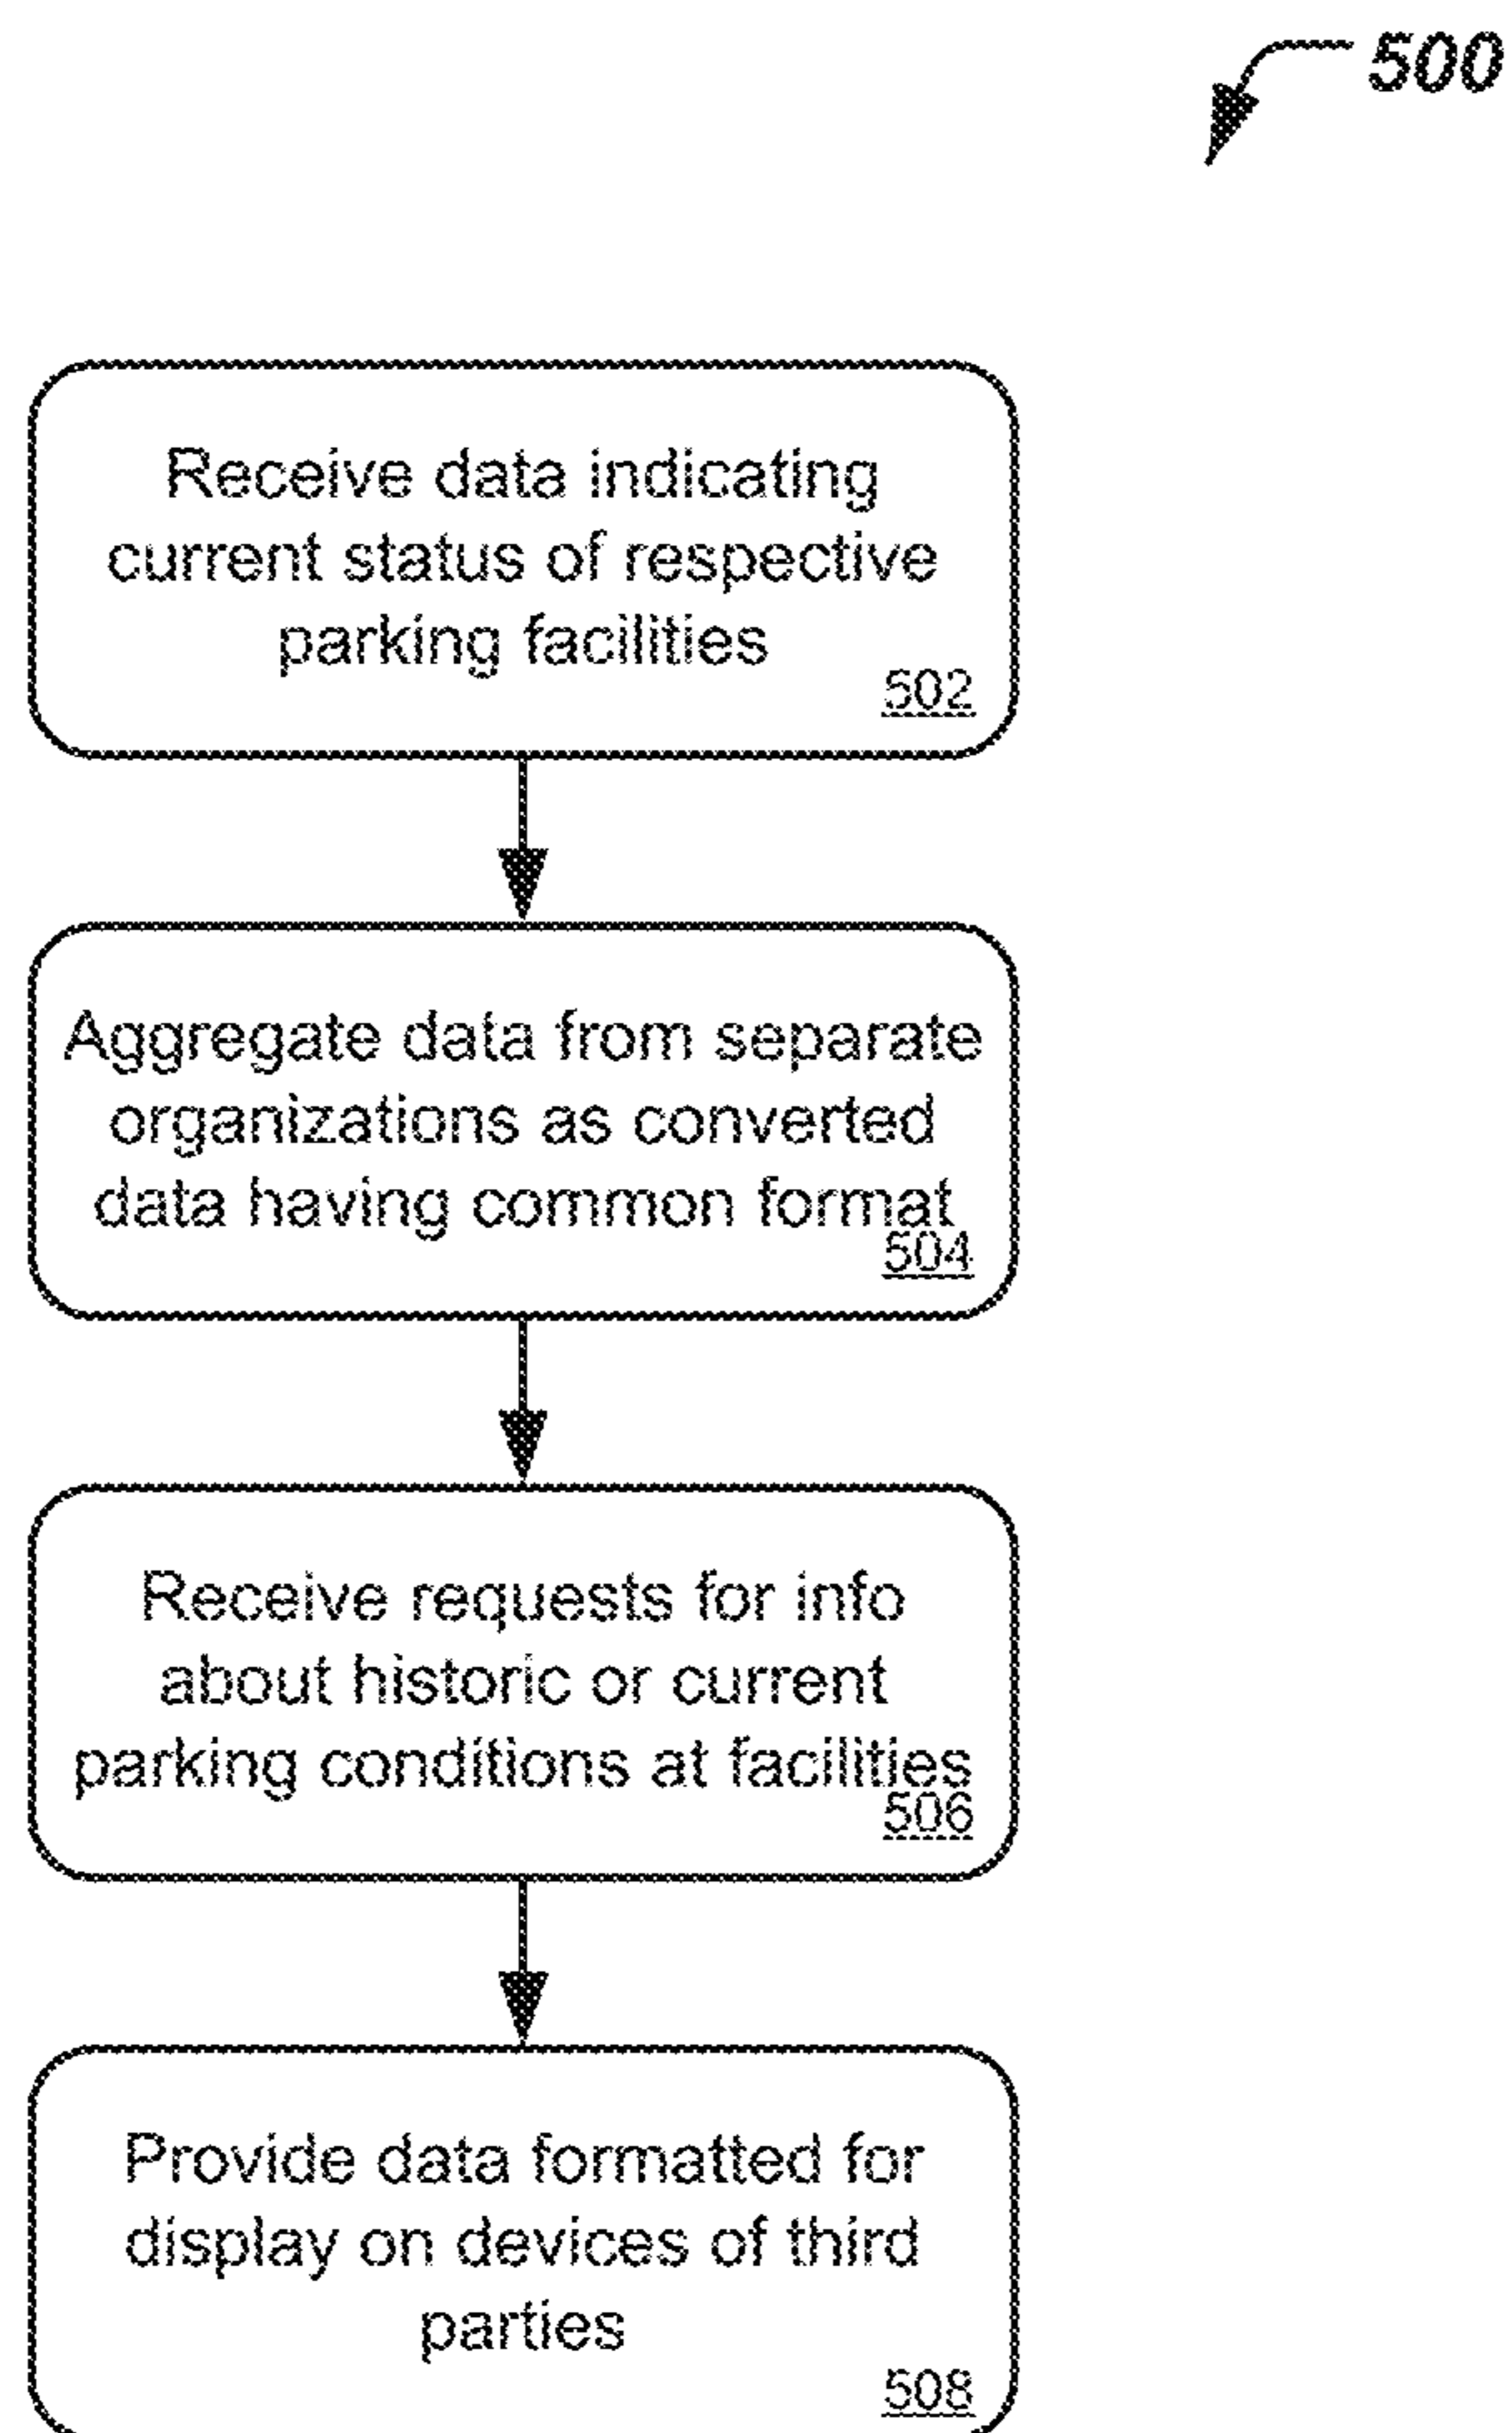 500
Receive data indicating
current status of respective
parking facilities
502
Aggregate data from separate
organizations as converted
data having common format
504
Receive requests for info
about historic or current
parking conditions at facilities
506
Provide data formatted for
display on devices of third
parties
508